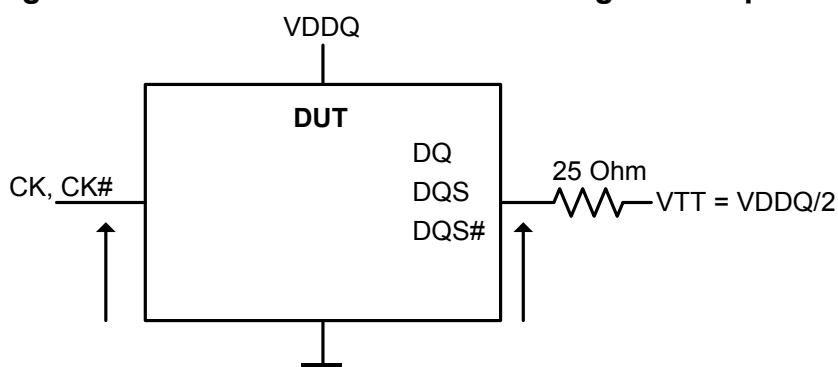 VDDQ
DUT
DQ
CK, CK#
DQS
DQS#
25 Ohm
VTT = VDDQ/2